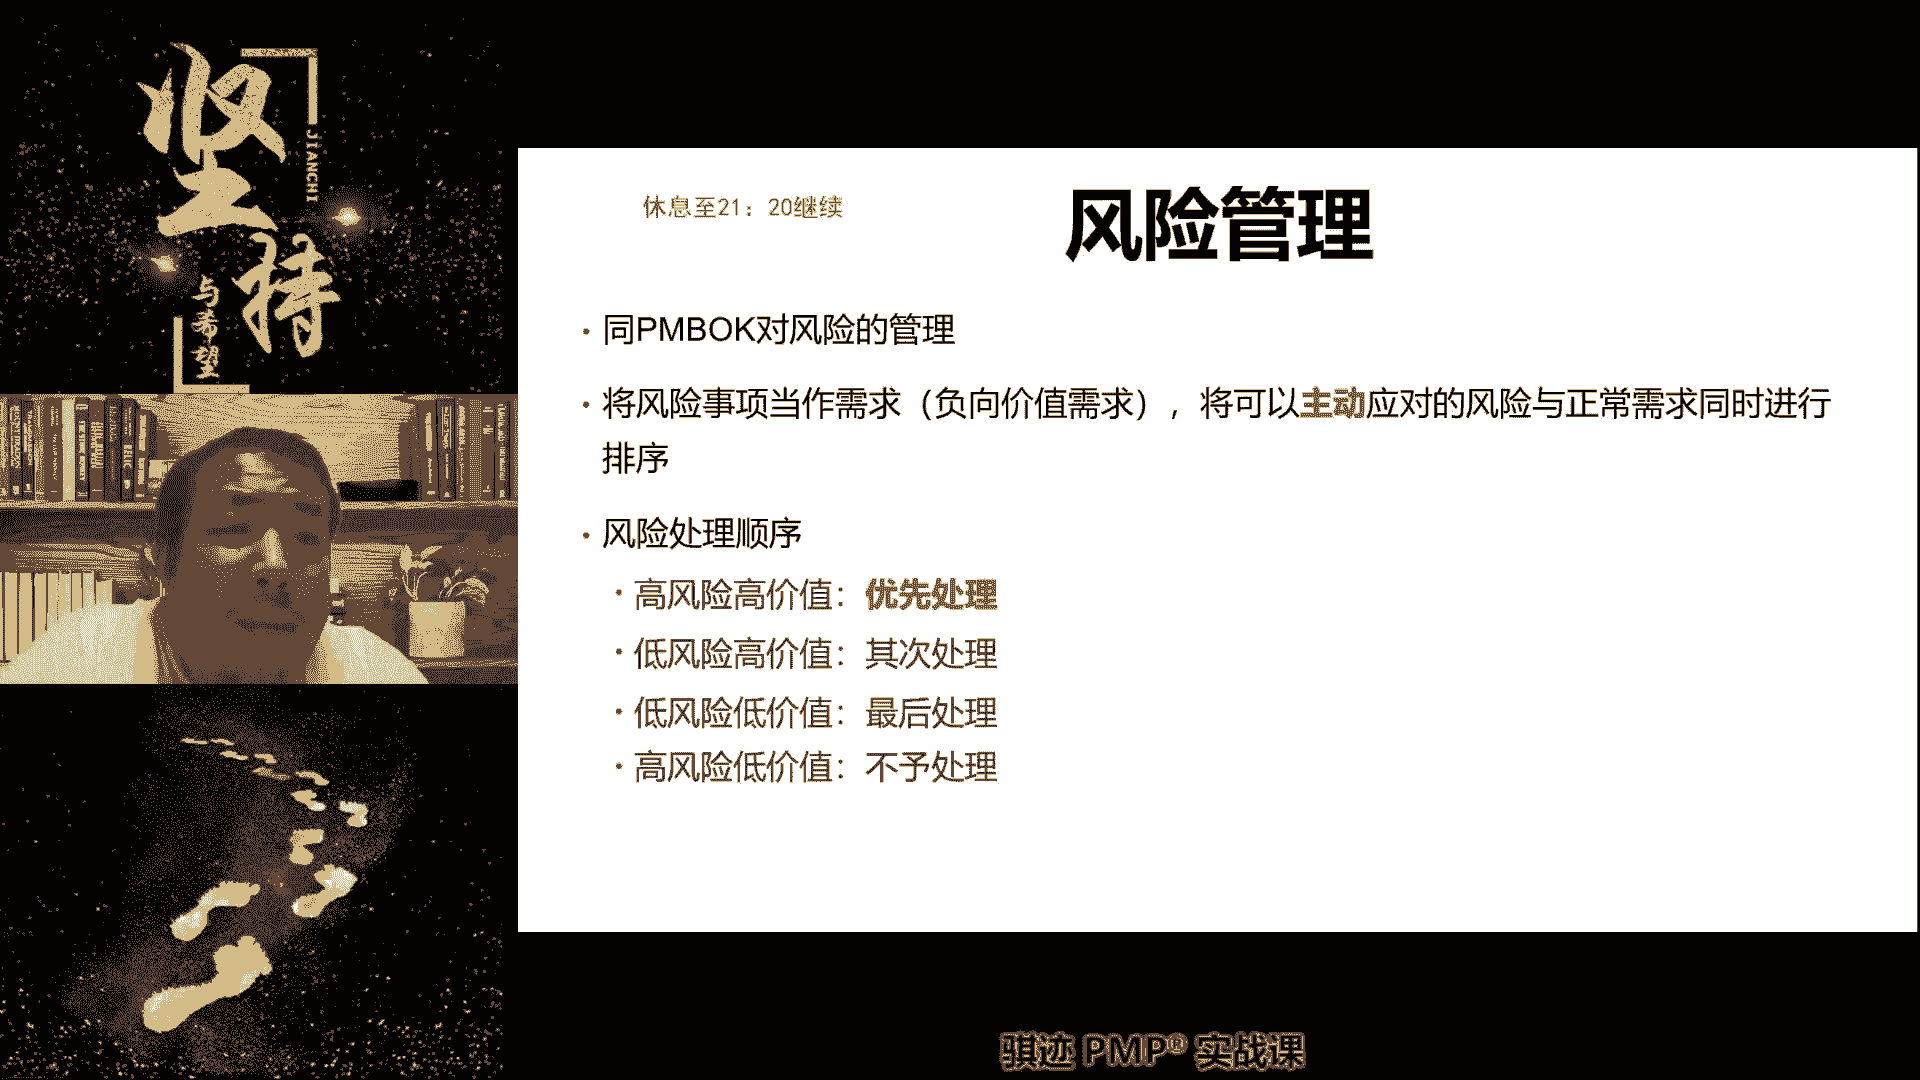 坚持
JIANCHI
与希望
休息至21：20继续
风险管理
·同PMBOK对风险的管理
·将风险事项当作需求（负向价值需求），将可以主动应对的风险与正常需求同时进行
排序
·风险处理顺序
·高风险高价值：优先处理
·低风险高价值：其次处理
·低风险低价值：最后处理
·高风险低价值：不予处理
骐迹 PMP® 实战课